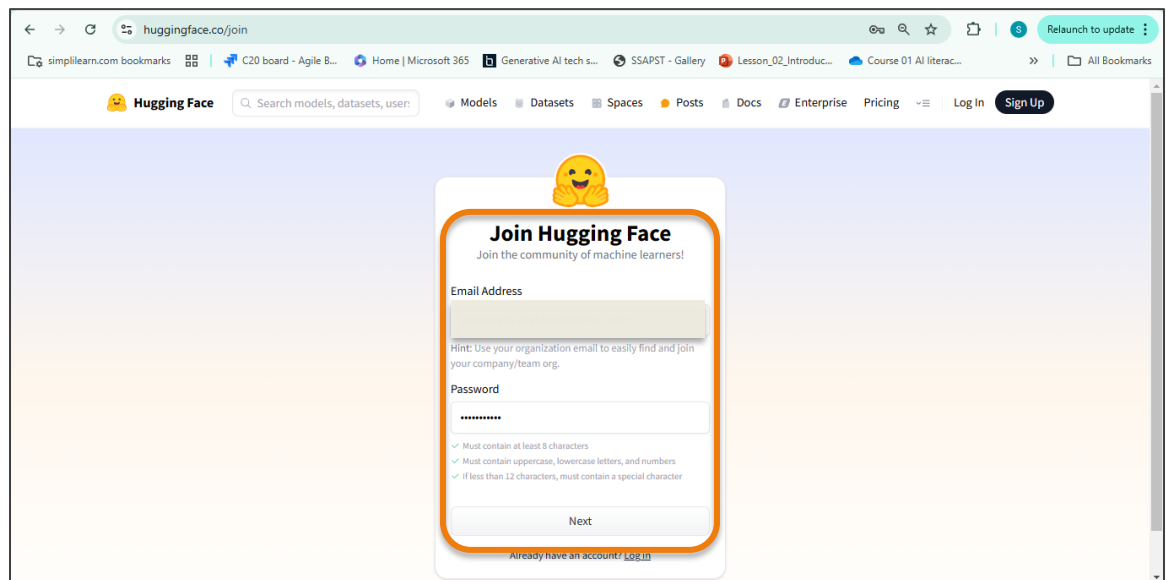 huggingface.co/join
S
Relaunch to update
simplilearn.com bookmarks
C20 board - Agile B...
Home | Microsoft 365
Generative AI tech s...
SSAPST - Gallery
Lesson_02_Introduc...
Course 01 AI literac...
»
All Bookmarks
Hugging Face
Search models, datasets, users
Models
Datasets
Spaces
Posts
Docs
Enterprise
Pricing
Log In
Sign Up
Join Hugging Face
Join the community of machine learners!
Email Address
Hint: Use your organization email to easily find and join
your company/team org.
Password
•••••••••••
Must contain at least 8 characters
Must contain uppercase, lowercase letters, and numbers
If less than 12 characters, must contain a special character
Next
Already have an account? Log in